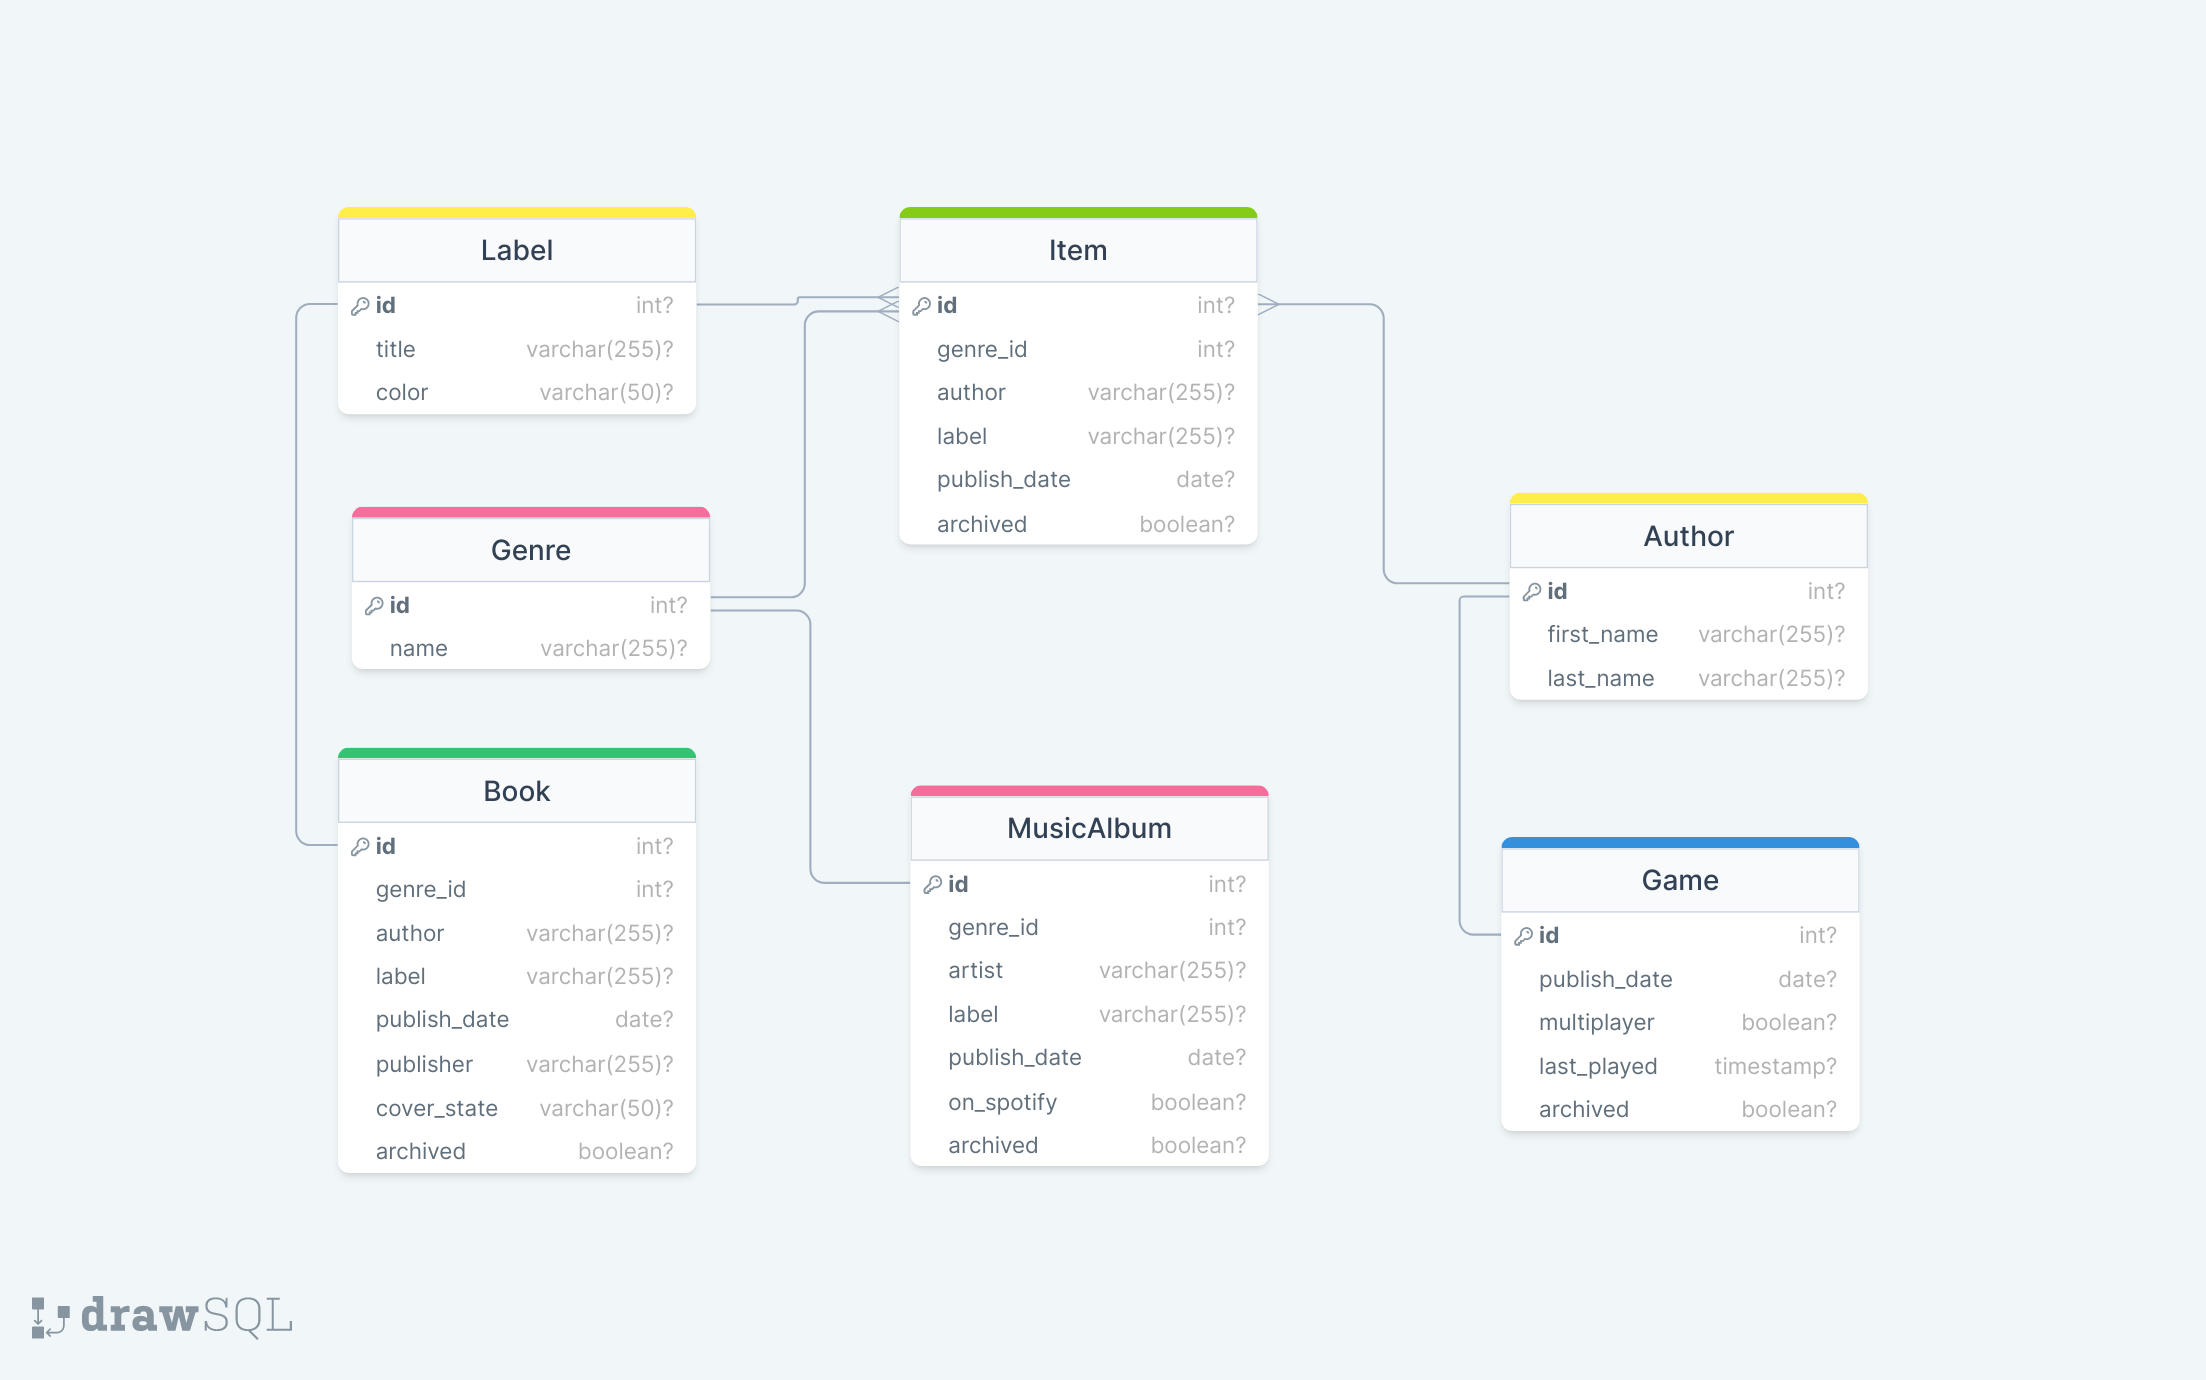 Label
id int?
title varchar(255)?
color varchar(50)?
Item
id int?
genre_id int?
author varchar(255)?
label varchar(255)?
publish_date date?
archived boolean?
Genre
id int?
name varchar(255)?
Author
id int?
first_name varchar(255)?
last_name varchar(255)?
Book
id int?
genre_id int?
author varchar(255)?
label varchar(255)?
publish_date date?
publisher varchar(255)?
cover_state varchar(50)?
archived boolean?
MusicAlbum
id int?
genre_id int?
artist varchar(255)?
label varchar(255)?
publish_date date?
on_spotify boolean?
archived boolean?
Game
id int?
publish_date date?
multiplayer boolean?
last_played timestamp?
archived boolean?
drawSQL